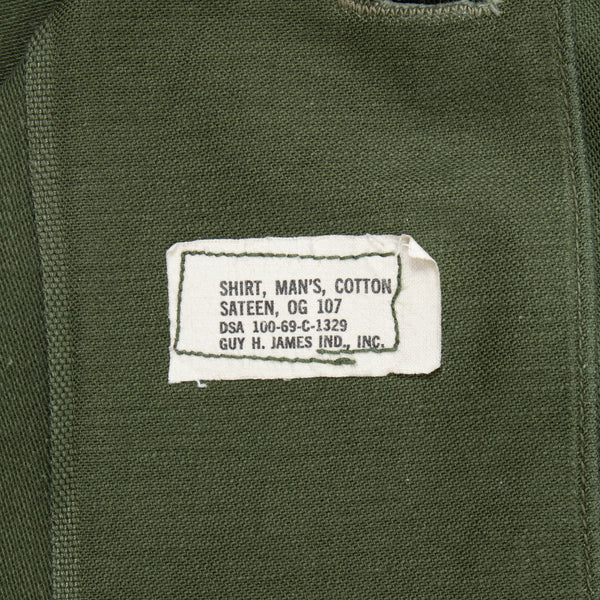 SHIRT, MAN'S, COTTON
SATEEN, OG 107
DSA 100-69-C-1329
GUY H. JAMES IND., INC.